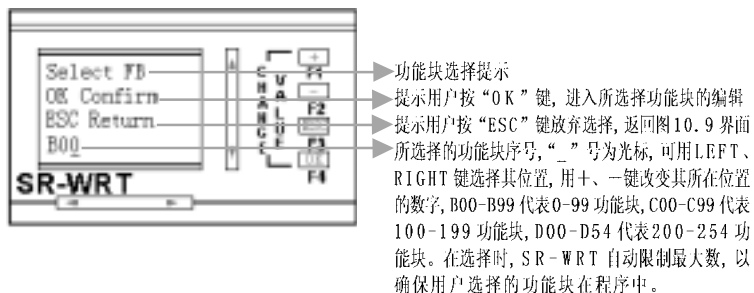 Select FB
OK Confirm
ESC Return
B00
CHANGE
VALUE
+
F1
-
F2
F3
F4
SR-WRT
功能块选择提示
提示用户按“OK”键, 进入所选择功能块的编辑
提示用户按“ESC”键放弃选择, 返回图10.9界面
所选择的功能块序号,“_”号为光标, 可用LEFT、
RIGHT键选择其位置, 用＋、－键改变其所在位置
的数字, B00-B99代表0-99功能块, C00-C99代表
100-199功能块, D00-D54代表200-254功
能块。在选择时, SR-WRT自动限制最大数, 以
确保用户选择的功能块在程序中。